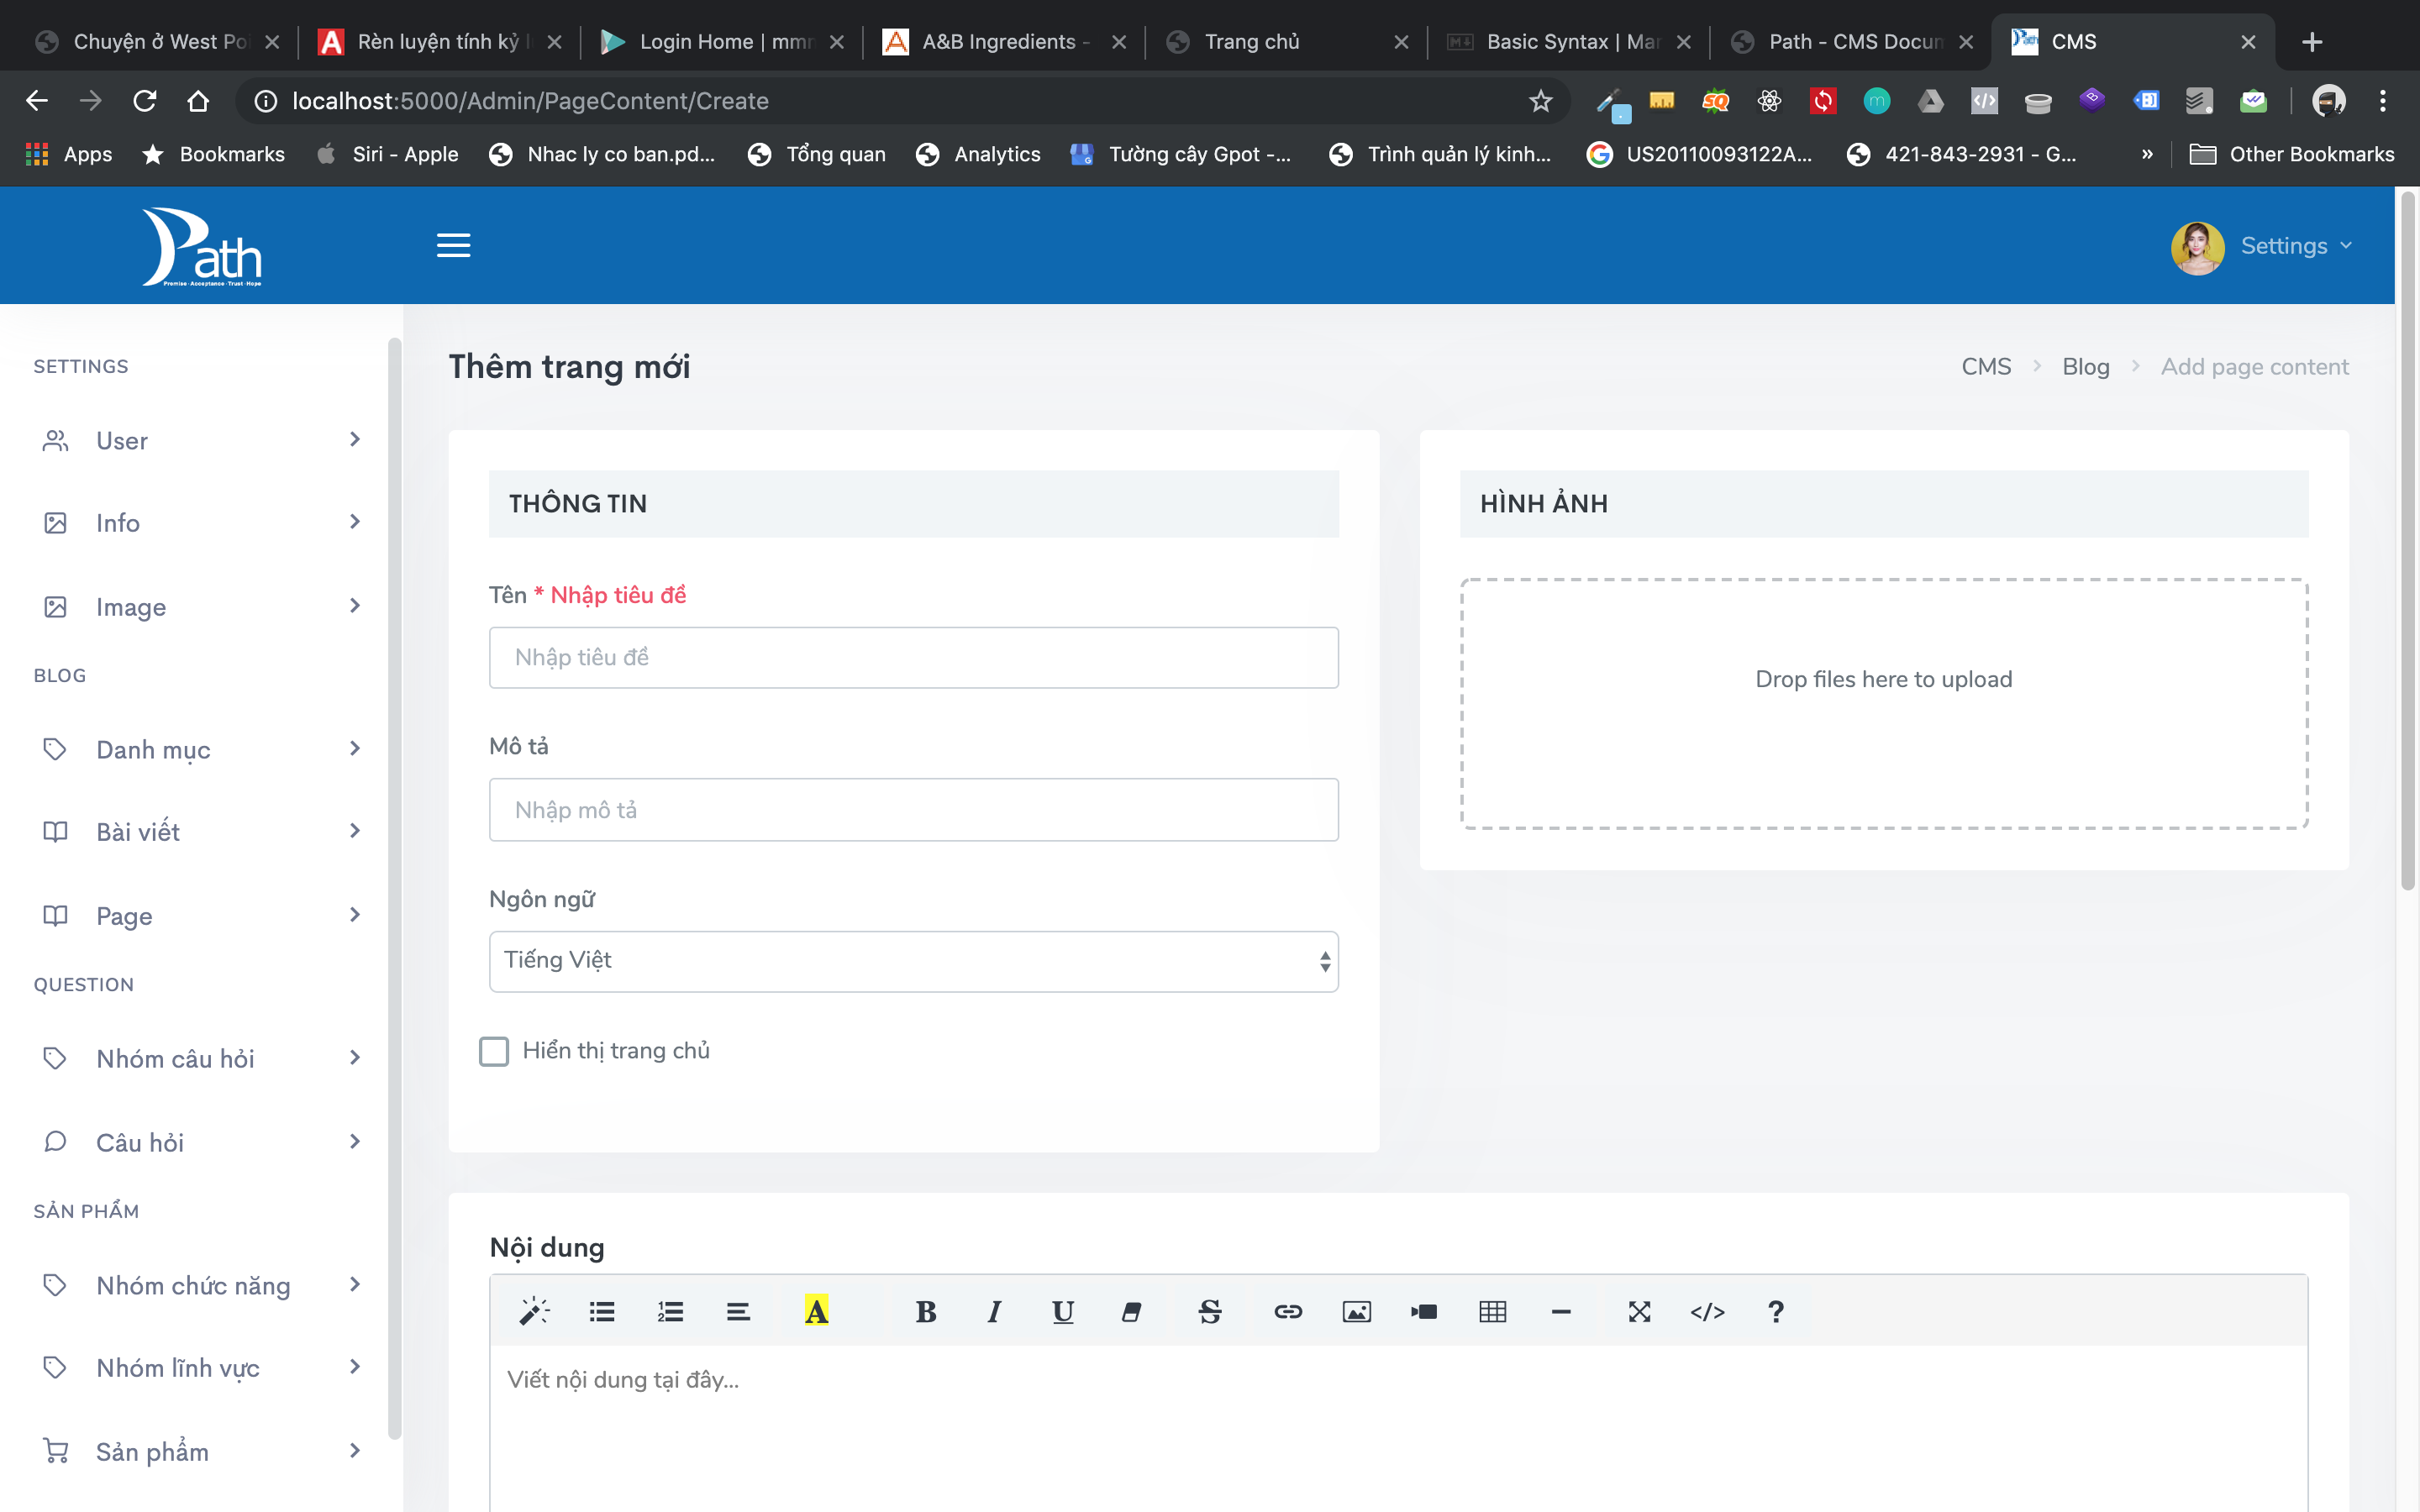 Chuyện ở West Poi
Rèn luyện tính kỷ l
Login Home | mmr
A&B Ingredients -
Trang chủ
Basic Syntax | Mar
Path - CMS Docum
CMS
localhost:5000/Admin/PageContent/Create
Apps
Bookmarks
Siri - Apple
Nhac ly co ban.pd...
Tổng quan
Analytics
Tường cây Gpot -...
Trình quản lý kinh...
US20110093122A...
421-843-2931 - G...
»
Other Bookmarks
Path
Promise·Acceptance·Trust·Hope
Settings
SETTINGS
User
Info
Image
BLOG
Danh mục
Bài viết
Page
QUESTION
Nhóm câu hỏi
Câu hỏi
SẢN PHẨM
Nhóm chức năng
Nhóm lĩnh vực
Sản phẩm
Thêm trang mới
CMS > Blog > Add page content
THÔNG TIN
Tên * Nhập tiêu đề
Nhập tiêu đề
Mô tả
Nhập mô tả
Ngôn ngữ
Tiếng Việt
Hiển thị trang chủ
HÌNH ẢNH
Drop files here to upload
Nội dung
A B I U S </> ?
Viết nội dung tại đây...